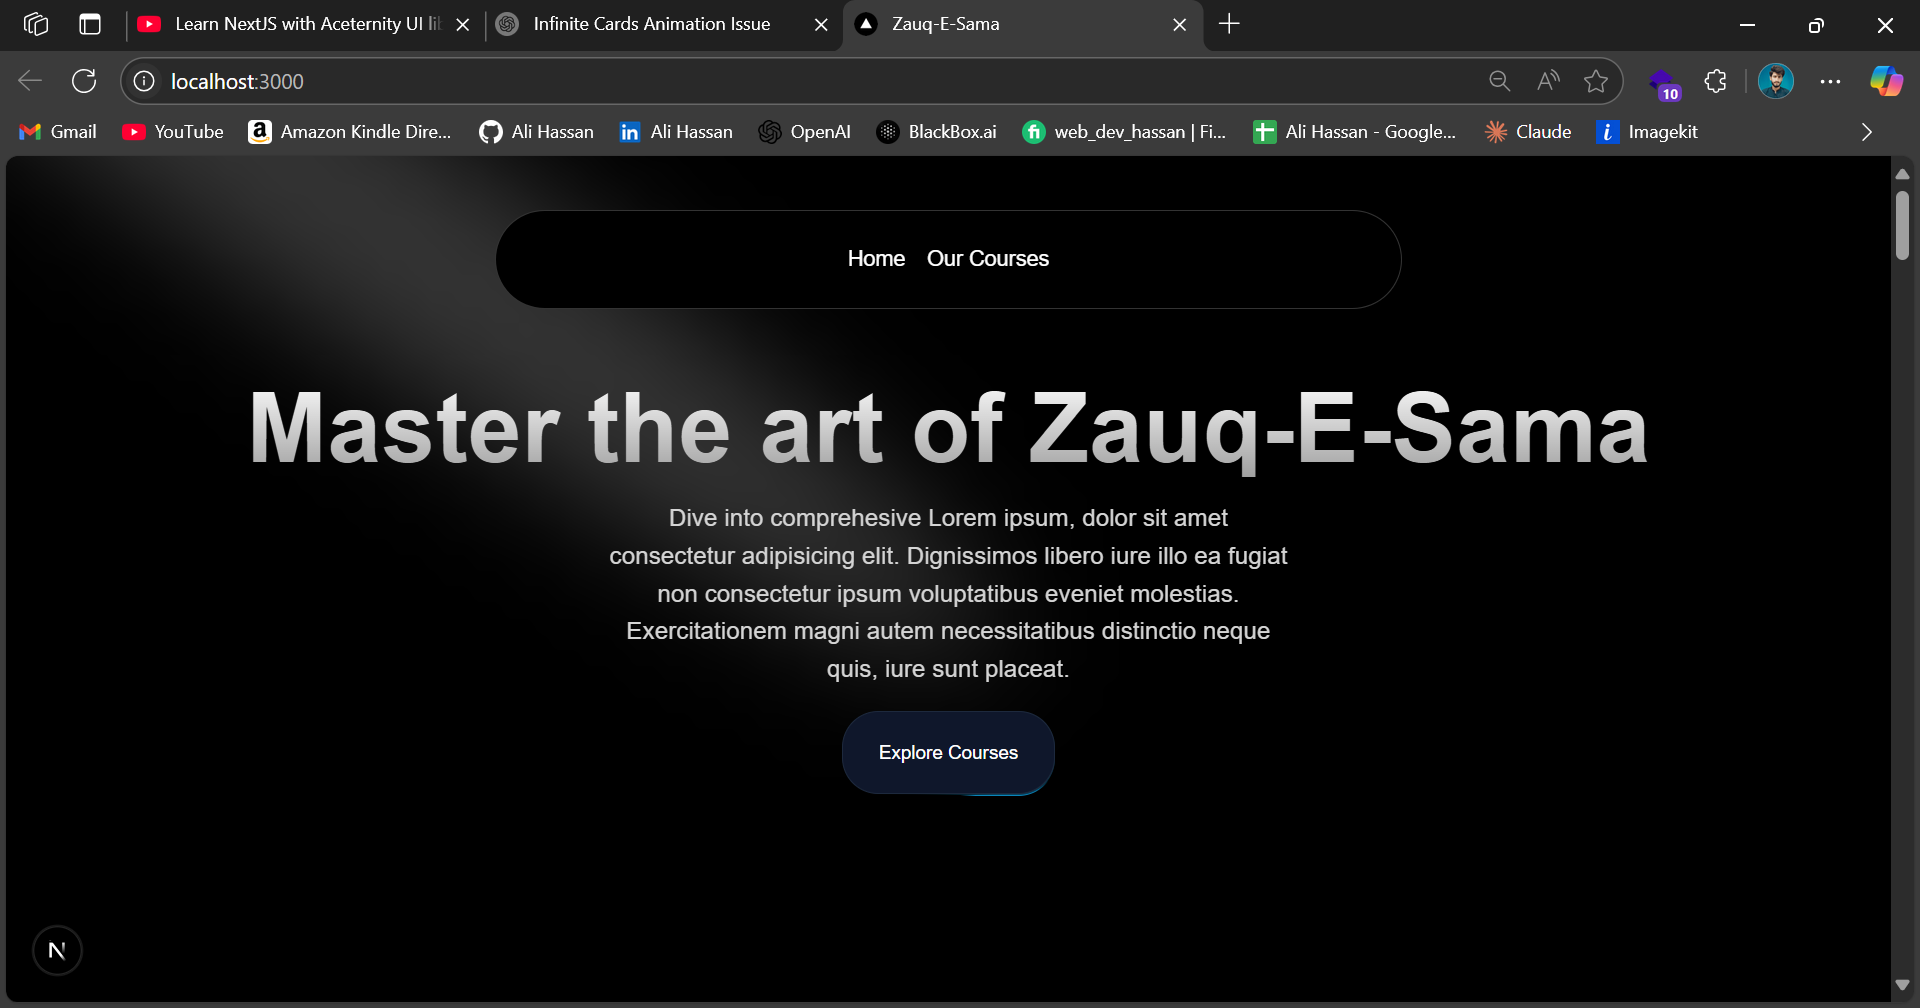 Learn NextJS with Aceternity UI
Infinite Cards Animation Issue
Zauq-E-Sama
localhost:3000
10
Gmail
YouTube
Amazon Kindle Dire...
Ali Hassan
Ali Hassan
OpenAI
BlackBox.ai
web_dev_hassan | Fi...
Ali Hassan - Google...
Claude
Imagekit
Home
Our Courses
Master the art of Zauq-E-Sama
Dive into comprehesive Lorem ipsum, dolor sit amet
consectetur adipisicing elit. Dignissimos libero iure illo ea fugiat
non consectetur ipsum voluptatibus eveniet molestias.
Exercitationem magni autem necessitatibus distinctio neque
quis, iure sunt placeat.
Explore Courses
N